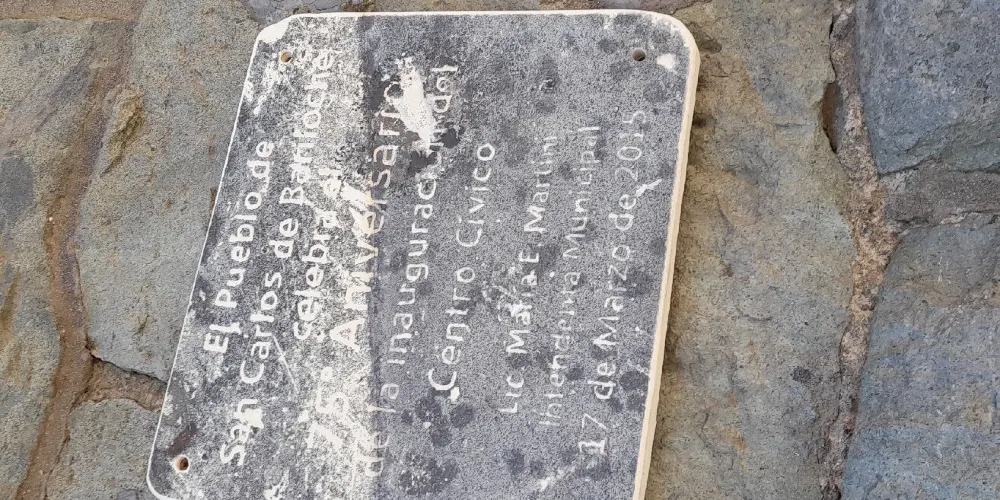 El Pueblo de
San Carlos de Bariloche
Celebra
75° Aniversario
de la Inauguración del
Centro Cívico
Lic María E Martini
Intendenta Municipal
17 de Marzo de 2015